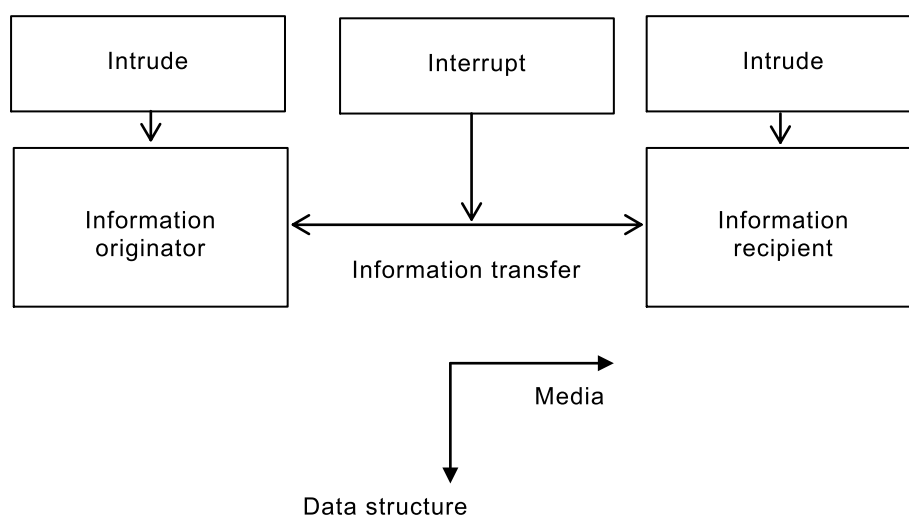 Intrude
Interrupt
Intrude
Information
originator
Information
recipient
Information transfer
Media
Data structure